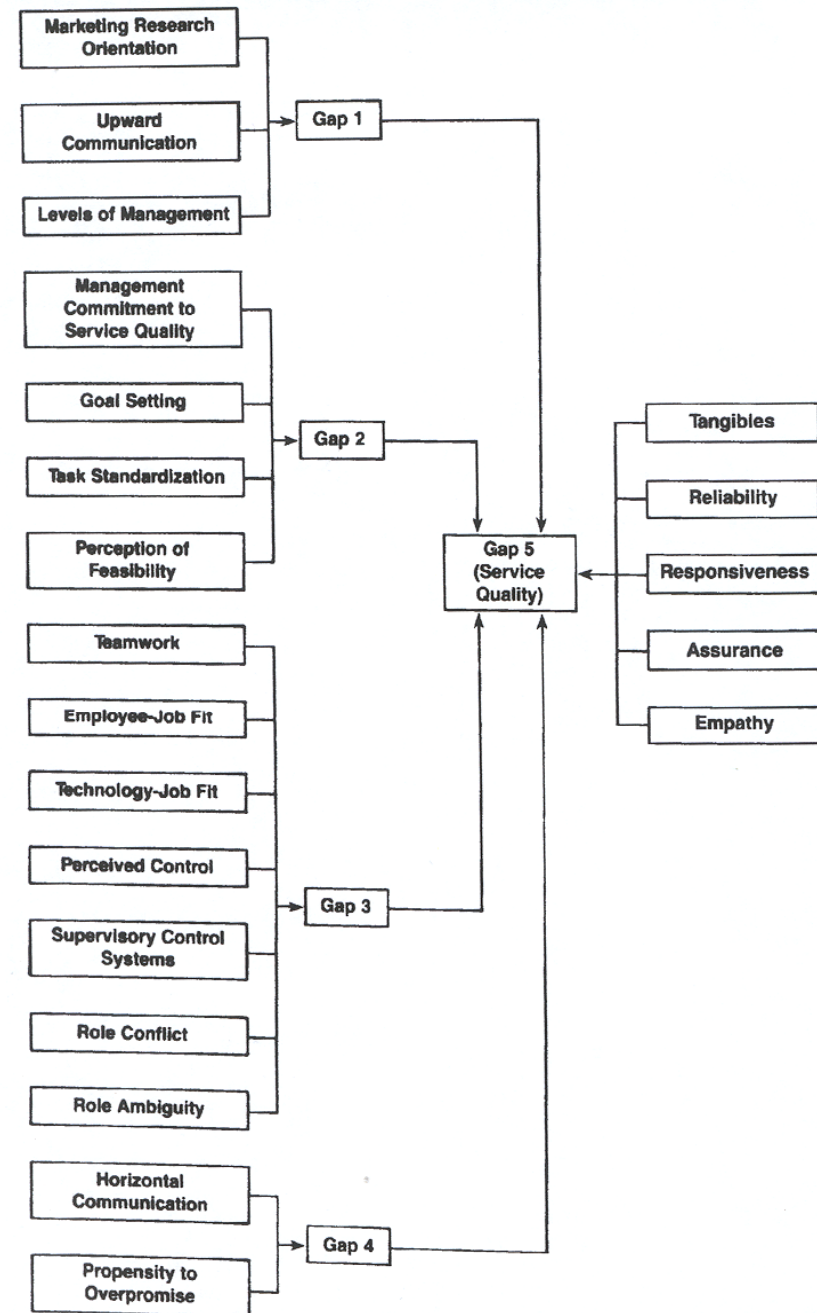 Marketing Research
Orientation
Upward
Communication
Levels of Management
Gap 1
Management
Commitment to
Service Quality
Goal Setting
Task Standardization
Perception of
Feasibility
Gap 2
Teamwork
Employee-Job Fit
Technology-Job Fit
Perceived Control
Supervisory Control
Systems
Role Conflict
Role Ambiguity
Gap 3
Horizontal
Communication
Propensity to
Overpromise
Gap 4
Gap 5
(Service
Quality)
Tangibles
Reliability
Responsiveness
Assurance
Empathy